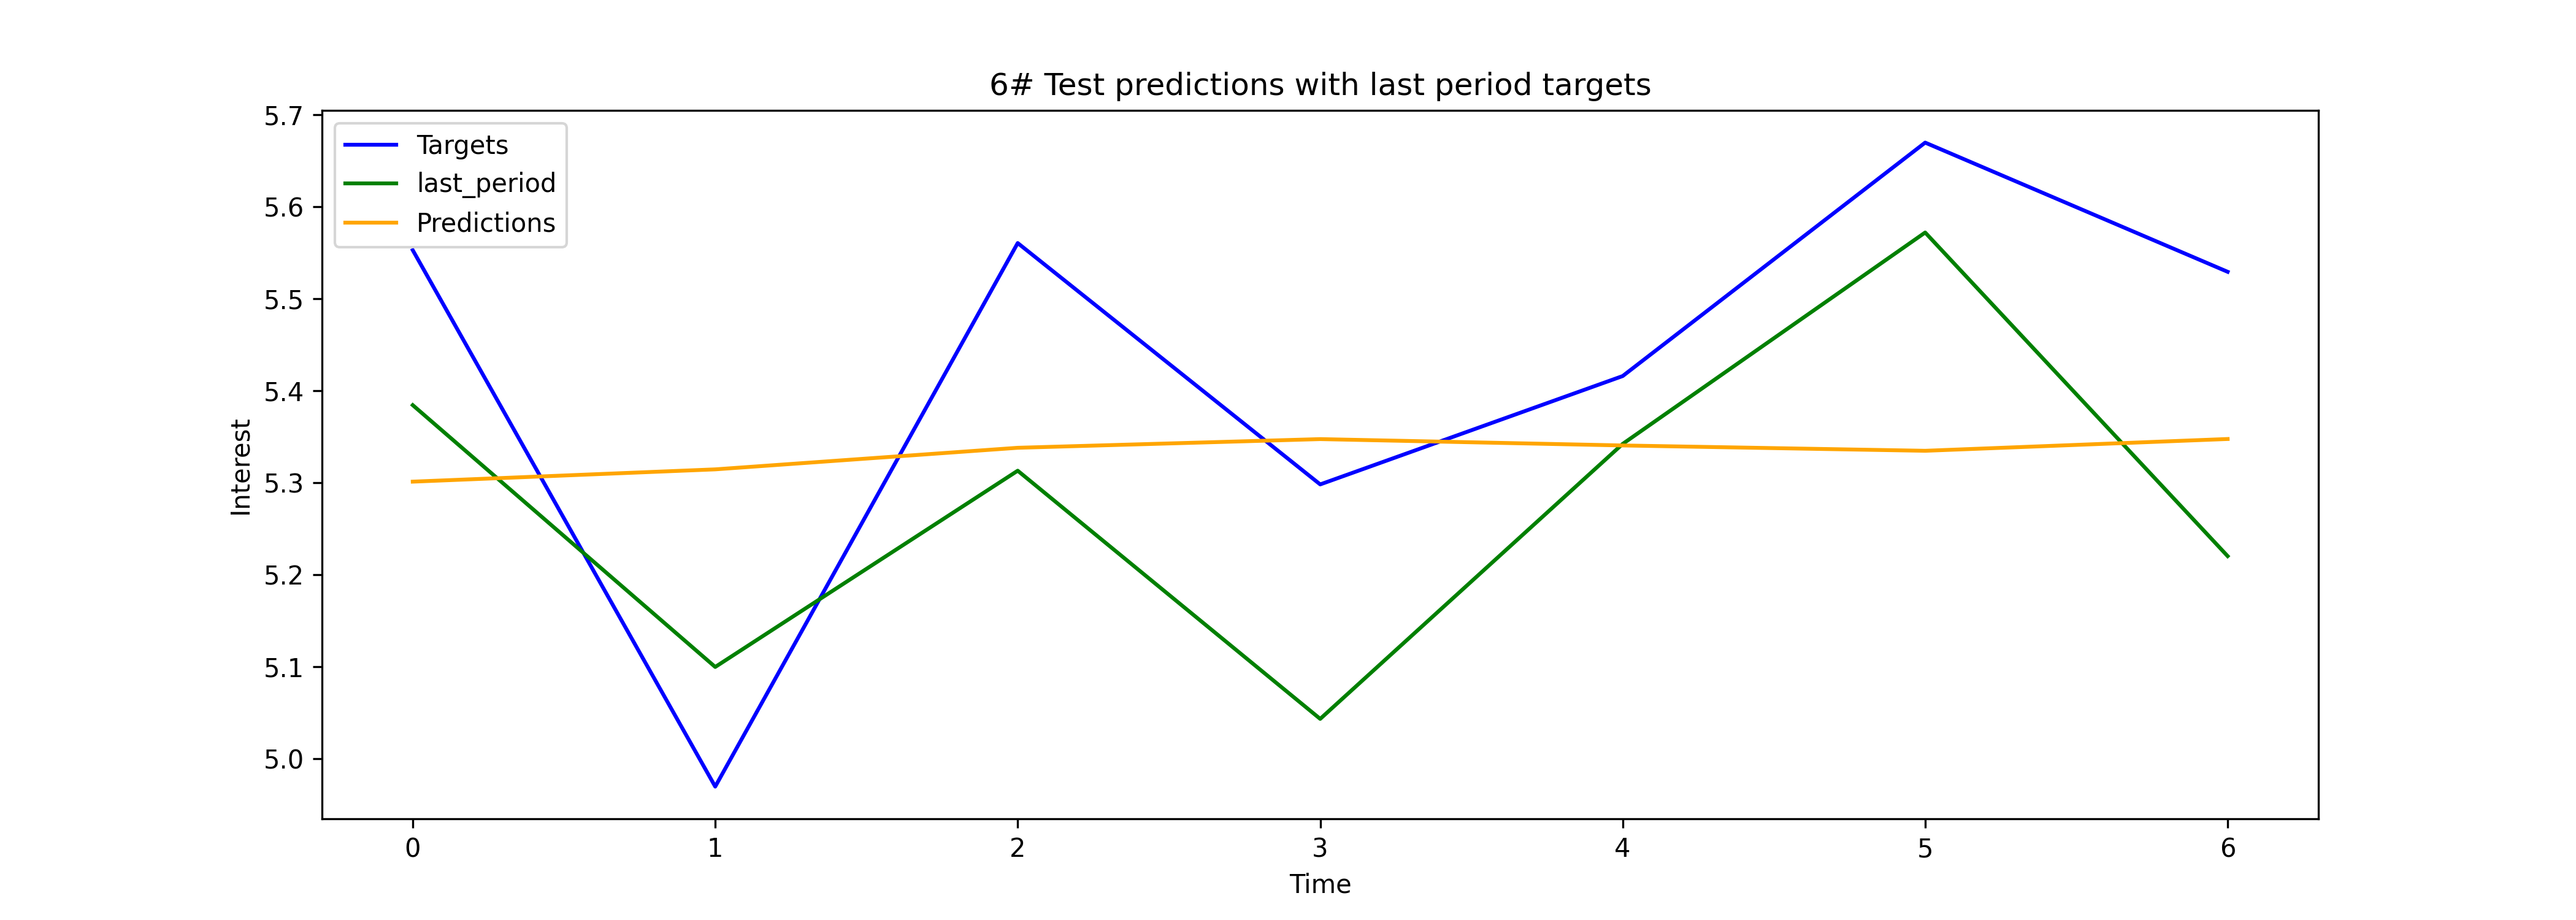 6# Test predictions with last period targets
Targets
last_period
Predictions
5.7
5.6
5.5
5.4
5.3
5.2
5.1
5.0
Interest
0 1 2 3 4 5 6
Time